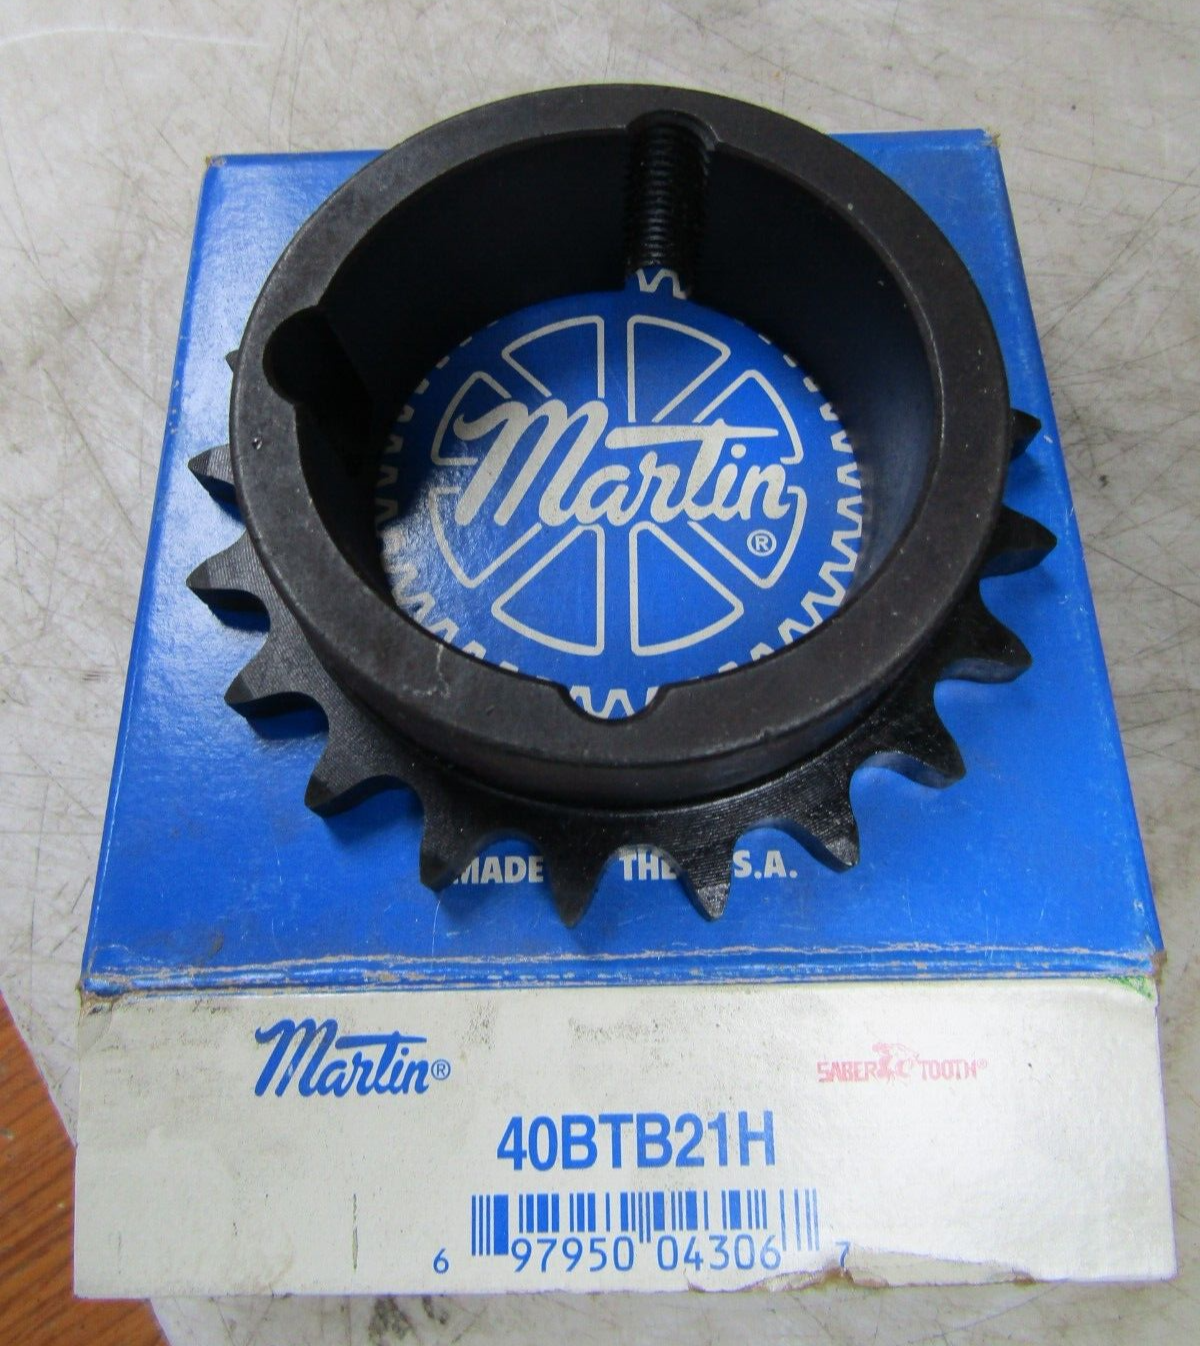 Martin®
MADE THE S.A.
Martin®
SABER TOOTH®
40BTB21H
6 97950 04306 7